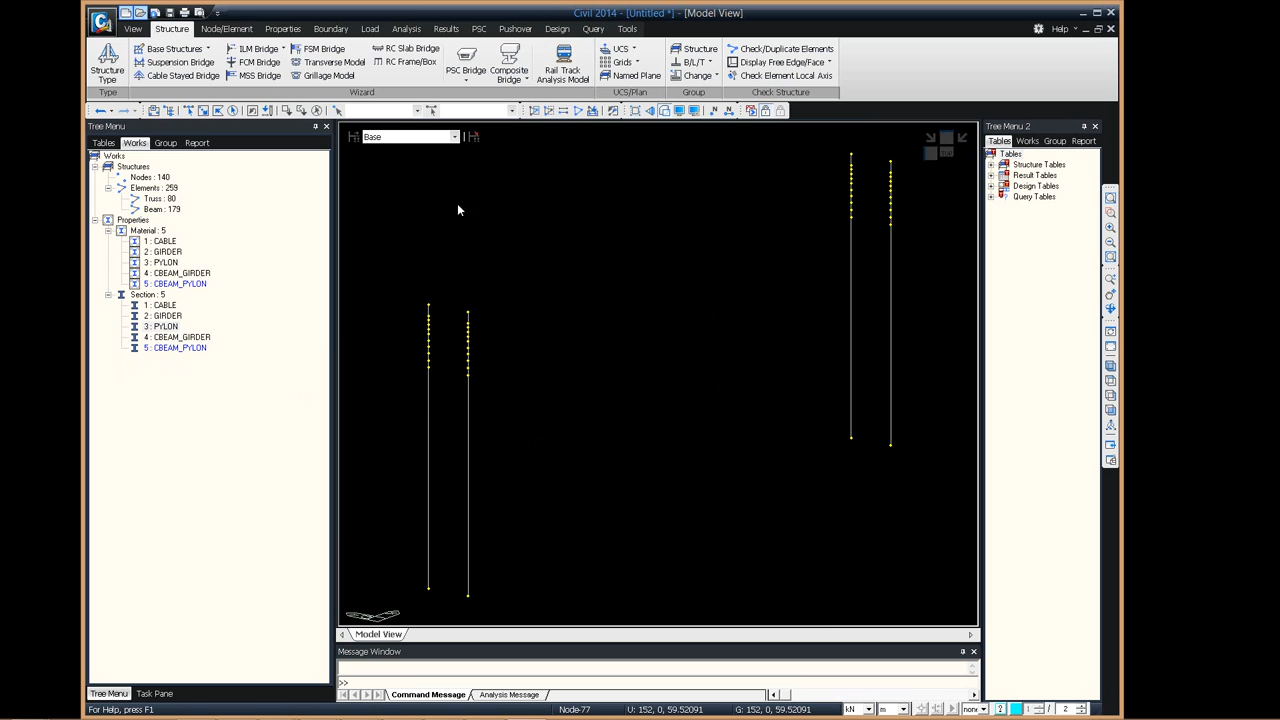 Civil 2014 - [Untitled *] - [Model View]
View Structure Node/Element Properties Boundary Load Analysis Results PSC Pushover Design Query Tools Help
Structure Type
Base Structures
Suspension Bridge
Cable Stayed Bridge
ILM Bridge
FCM Bridge
MSS Bridge
FSM Bridge
Transverse Model
Grillage Model
RC Slab Bridge
RC Frame/Box
PSC Bridge
Composite Bridge
Rail Track Analysis Model
UCS
Grids
Named Plane
Structure
B/L/T
Change
Check/Duplicate Elements
Display Free Edge/Face
Check Element Local Axis
Type Wizard UCS/Plan Group Check Structure
Tree Menu
Tables Works Group Report
Works
Structures
Nodes : 140
Elements : 259
Truss : 80
Beam : 179
Properties
Material : 5
1 : CABLE
2 : GIRDER
3 : PYLON
4 : CBEAM_GIRDER
5 : CBEAM_PYLON
Section : 5
1 : CABLE
2 : GIRDER
3 : PYLON
4 : CBEAM_GIRDER
5 : CBEAM_PYLON
Base
Tree Menu 2
Tables Works Group Report
Tables
Structure Tables
Result Tables
Design Tables
Query Tables
Model View
Message Window
>>
Command Message Analysis Message
Tree Menu Task Pane
For Help, press F1 Node-77 U: 152, 0, 59.52091 G: 152, 0, 59.52091 kN m none 1 / 2